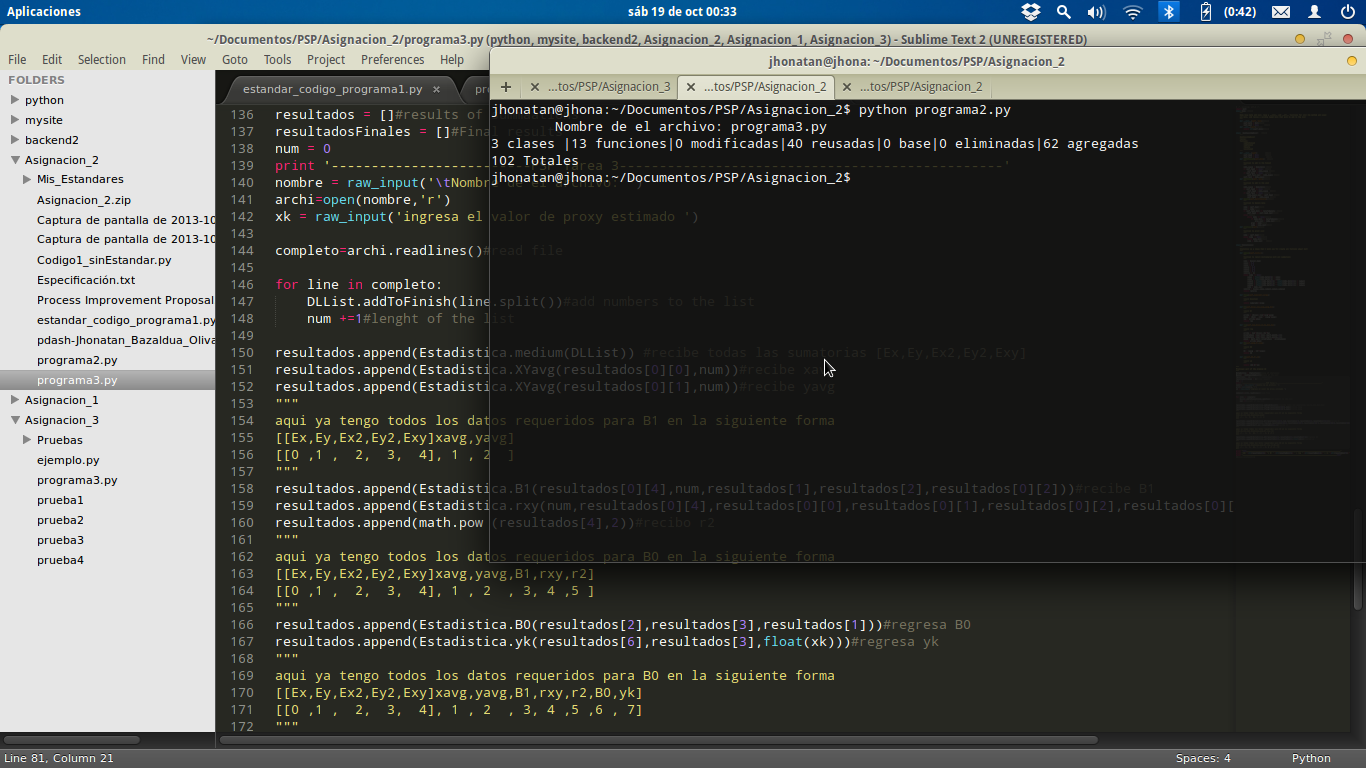 Aplicaciones
sáb 19 de oct 00:33
(0:42)
~/Documentos/PSP/Asignacion_2/programa3.py (python, mysite, backend2, Asignacion_2, Asignacion_1, Asignacion_3) - Sublime Text 2 (UNREGISTERED)
File Edit Selection Find View Goto Tools Project Preferences Help
FOLDERS
python
mysite
backend2
Asignacion_2
Mis_Estandares
Asignacion_2.zip
Captura de pantalla de 2013-10
Captura de pantalla de 2013-10
Codigo1_sinEstandar.py
Especificación.txt
Process Improvement Proposal
estandar_codigo_programa1.py
pdash-Jhonatan_Bazaldua_Oliva
programa2.py
programa3.py
Asignacion_1
Asignacion_3
Pruebas
ejemplo.py
programa3.py
prueba1
prueba2
prueba3
prueba4
estandar_codigo_programa1.py ×
136 resultados = []#results of
137 resultadosFinales = []#Final results
138 num = 0
139 print '-----------------------------------Tarea 3------------------------------------------------'
140 nombre = raw_input('\tNombre de el archivo: ')
141 archi=open(nombre,'r')
142 xk = raw_input('ingresa el valor de proxy estimado ')
143
144 completo=archi.readlines()#read file
145
146 for line in completo:
147 DLList.addToFinish(line.split())#add numbers to the list
148 num +=1#lenght of the list
149
150 resultados.append(Estadistica.medium(DLList)) #recibe todas las sumatorias [Ex,Ey,Ex2,Ey2,Exy]
151 resultados.append(Estadistica.XYavg(resultados[0][0],num))#recibe xavg
152 resultados.append(Estadistica.XYavg(resultados[0][1],num))#recibe yavg
153 """
154 aqui ya tengo todos los datos requeridos para B1 en la siguiente forma
155 [[Ex,Ey,Ex2,Ey2,Exy]xavg,yavg]
156 [[0 ,1 , 2, 3, 4], 1 , 2 ]
157 """
158 resultados.append(Estadistica.B1(resultados[0][4],num,resultados[1],resultados[2],resultados[0][2]))#recibe B1
159 resultados.append(Estadistica.rxy(num,resultados[0][4],resultados[0][0],resultados[0][1],resultados[0][2],resultados[0][
160 resultados.append(math.pow (resultados[4],2))#recibo r2
161 """
162 aqui ya tengo todos los datos requeridos para B0 en la siguiente forma
163 [[Ex,Ey,Ex2,Ey2,Exy]xavg,yavg,B1,rxy,r2]
164 [[0 ,1 , 2, 3, 4], 1 , 2 , 3, 4 ,5 ]
165 """
166 resultados.append(Estadistica.B0(resultados[2],resultados[3],resultados[1]))#regresa B0
167 resultados.append(Estadistica.yk(resultados[6],resultados[3],float(xk)))#regresa yk
168 """
169 aqui ya tengo todos los datos requeridos para B0 en la siguiente forma
170 [[Ex,Ey,Ex2,Ey2,Exy]xavg,yavg,B1,rxy,r2,B0,yk]
171 [[0 ,1 , 2, 3, 4], 1 , 2 , 3, 4 ,5 ,6 , 7]
172 """
jhonatan@jhona: ~/Documentos/PSP/Asignacion_2
+ × ...tos/PSP/Asignacion_3 × ...tos/PSP/Asignacion_2 × ...tos/PSP/Asignacion_2
jhonatan@jhona:~/Documentos/PSP/Asignacion_2$ python programa2.py
Nombre de el archivo: programa3.py
3 clases |13 funciones|0 modificadas|40 reusadas|0 base|0 eliminadas|62 agregadas
102 Totales
jhonatan@jhona:~/Documentos/PSP/Asignacion_2$
Line 81, Column 21
Spaces: 4
Python